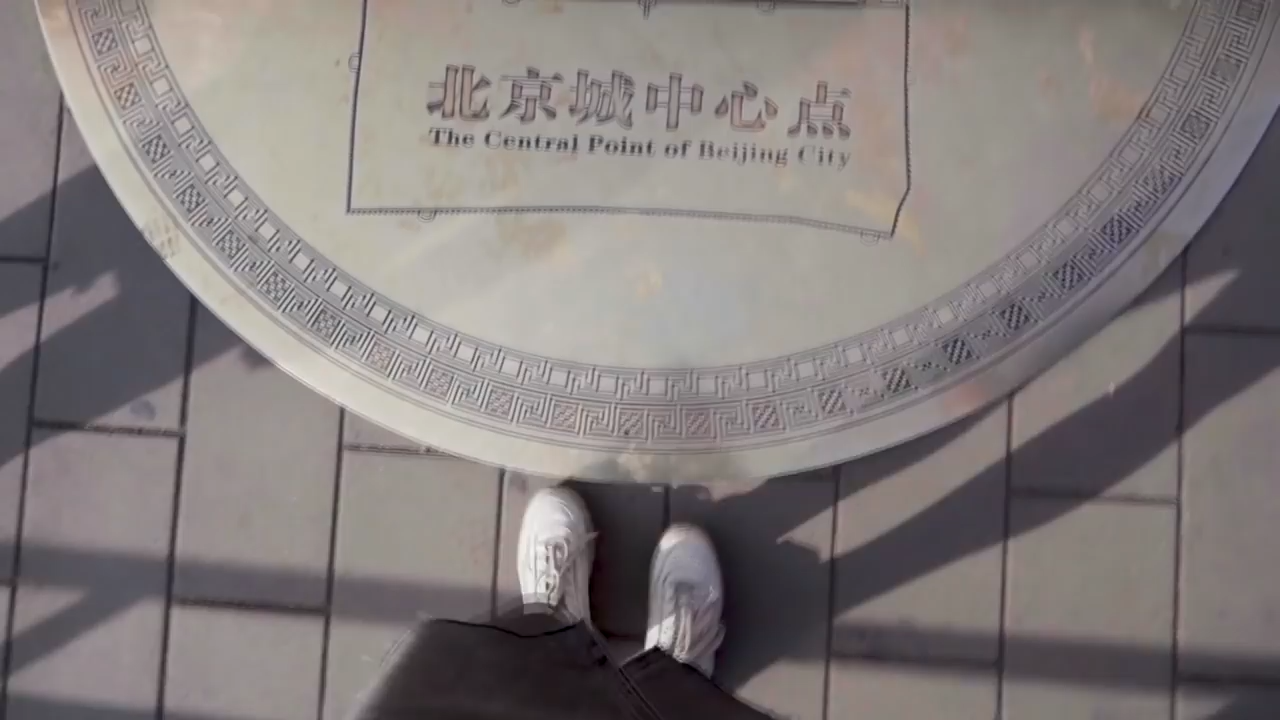 北京城中心点
The Central Point of Beijing City